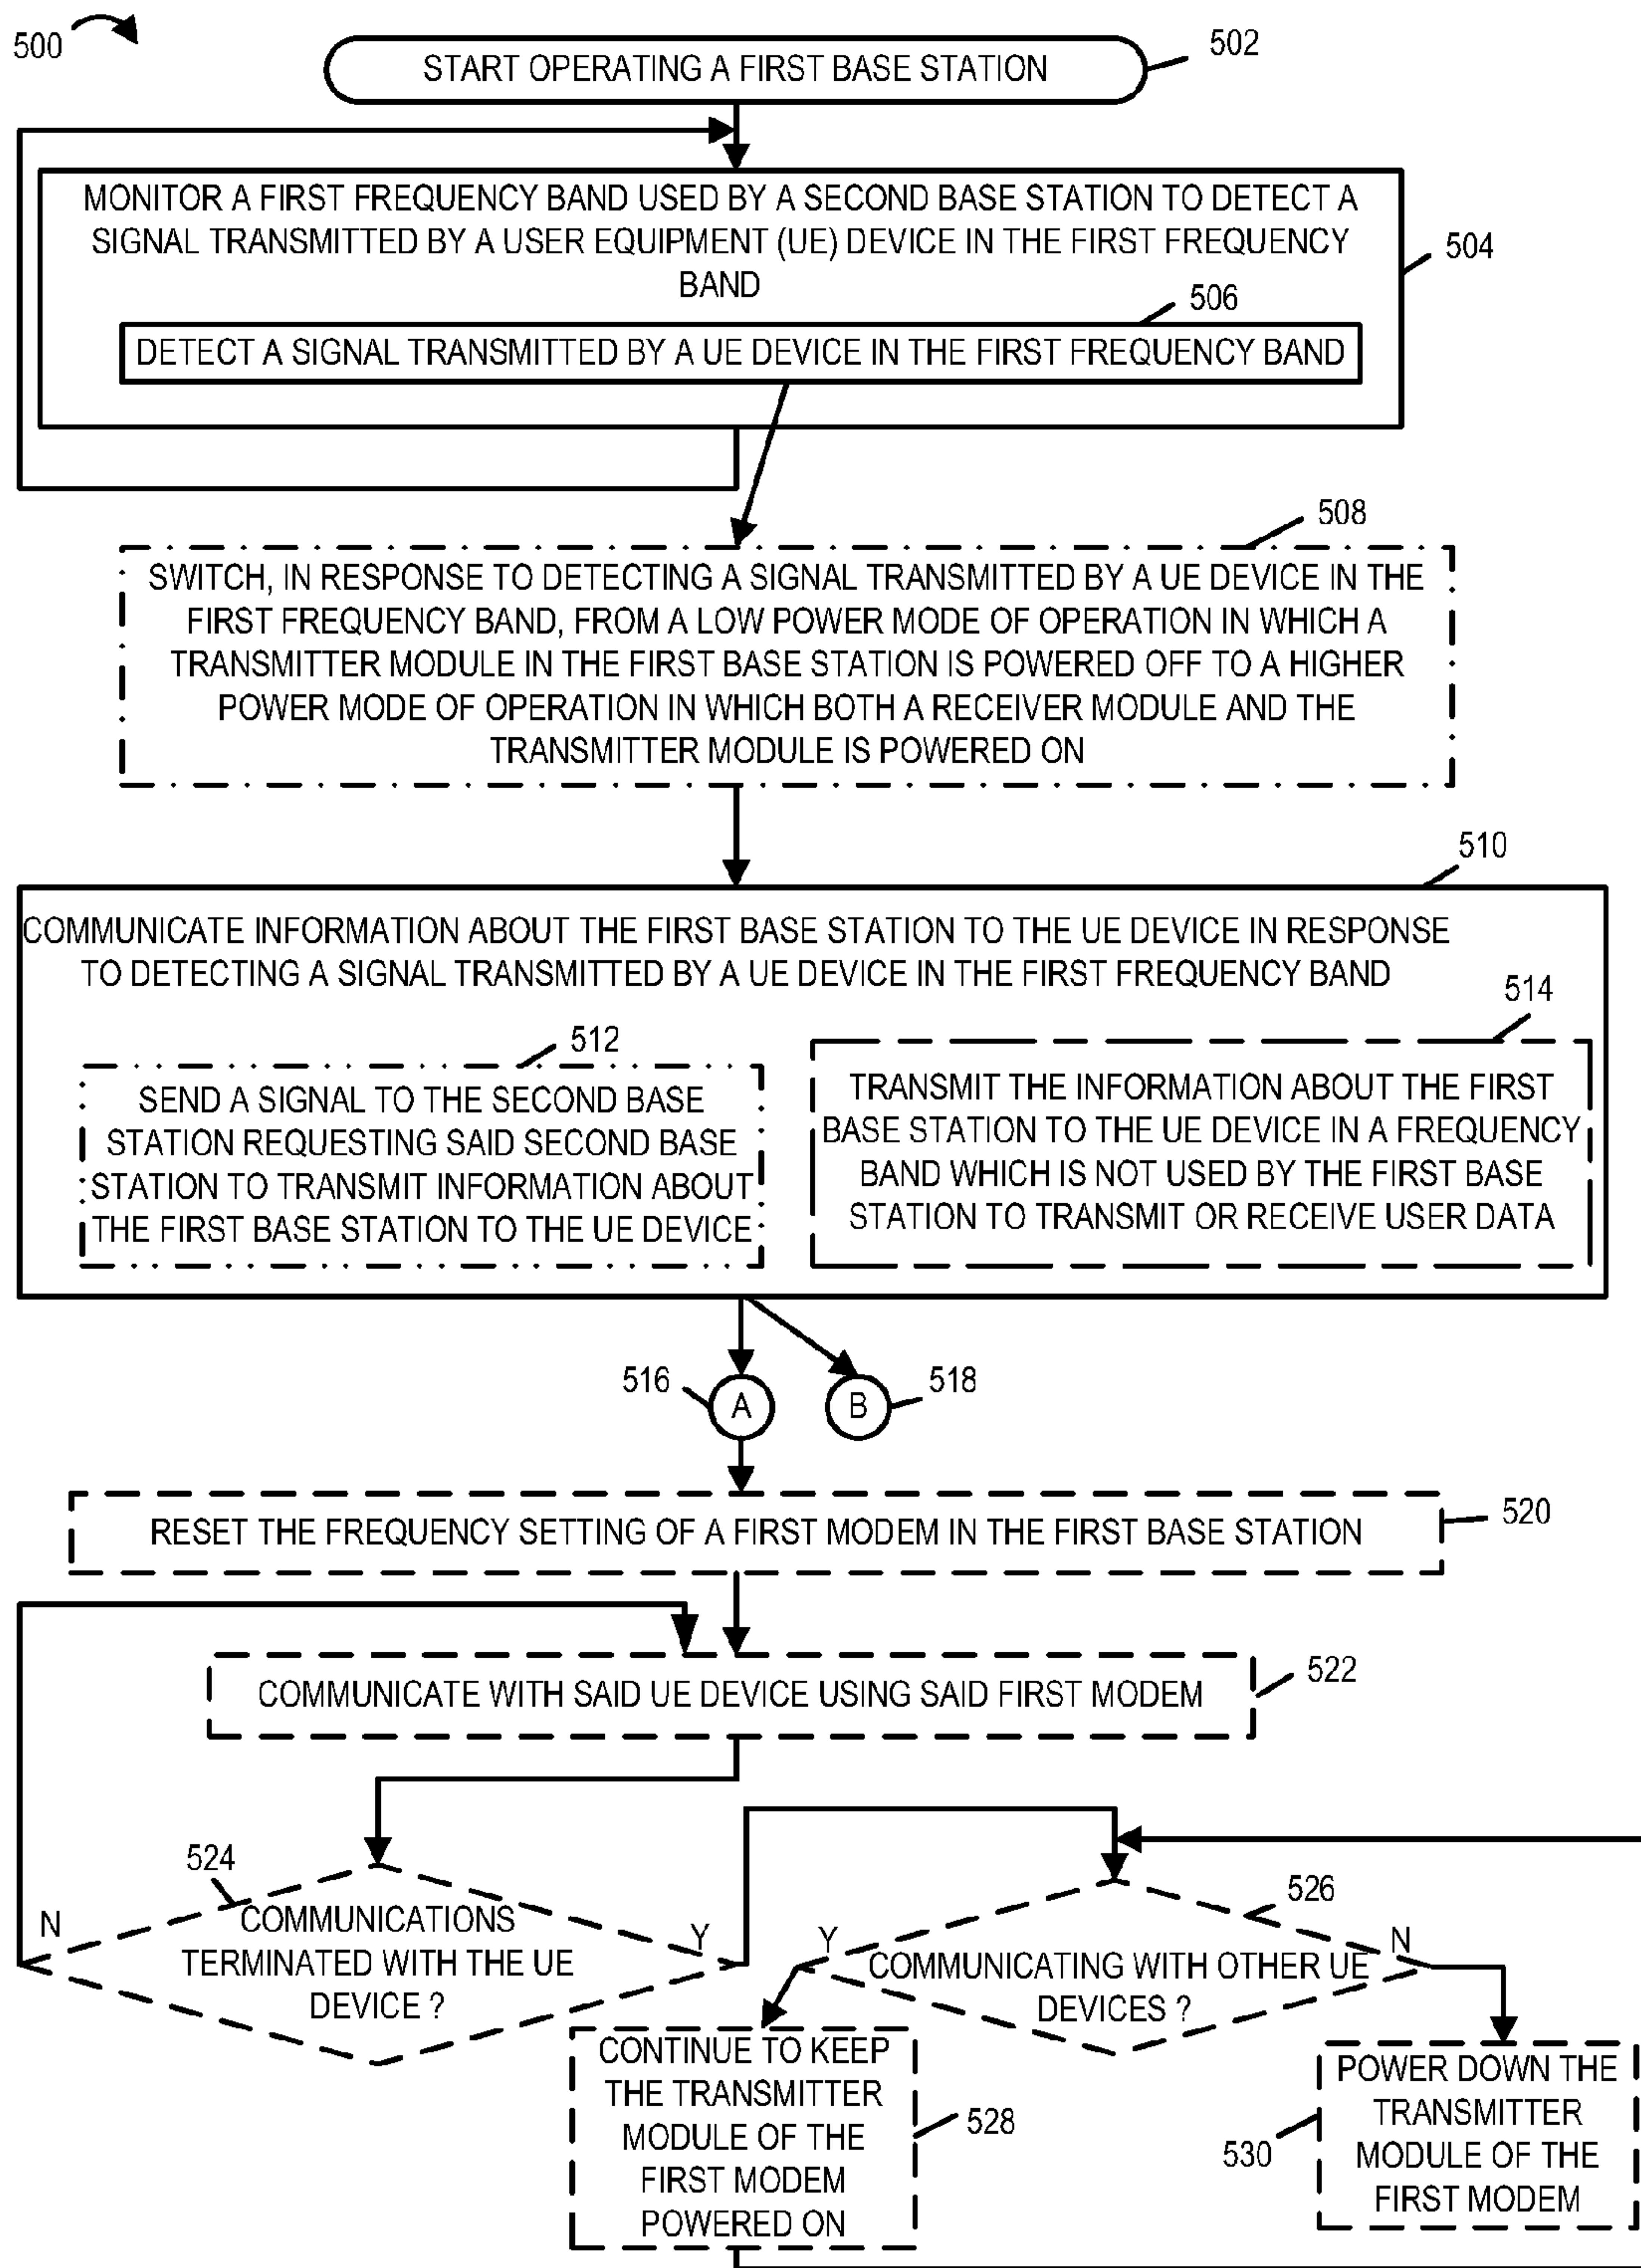 500
START OPERATING A FIRST BASE STATION
502
MONITOR A FIRST FREQUENCY BAND USED BY A SECOND BASE STATION TO DETECT A
SIGNAL TRANSMITTED BY A USER EQUIPMENT (UE) DEVICE IN THE FIRST FREQUENCY
BAND
504
506
DETECT A SIGNAL TRANSMITTED BY A UE DEVICE IN THE FIRST FREQUENCY BAND
508
SWITCH, IN RESPONSE TO DETECTING A SIGNAL TRANSMITTED BY A UE DEVICE IN THE
FIRST FREQUENCY BAND, FROM A LOW POWER MODE OF OPERATION IN WHICH A
TRANSMITTER MODULE IN THE FIRST BASE STATION IS POWERED OFF TO A HIGHER
POWER MODE OF OPERATION IN WHICH BOTH A RECEIVER MODULE AND THE
TRANSMITTER MODULE IS POWERED ON
510
COMMUNICATE INFORMATION ABOUT THE FIRST BASE STATION TO THE UE DEVICE IN RESPONSE
TO DETECTING A SIGNAL TRANSMITTED BY A UE DEVICE IN THE FIRST FREQUENCY BAND
512
SEND A SIGNAL TO THE SECOND BASE
STATION REQUESTING SAID SECOND BASE
STATION TO TRANSMIT INFORMATION ABOUT
THE FIRST BASE STATION TO THE UE DEVICE
514
TRANSMIT THE INFORMATION ABOUT THE FIRST
BASE STATION TO THE UE DEVICE IN A FREQUENCY
BAND WHICH IS NOT USED BY THE FIRST BASE
STATION TO TRANSMIT OR RECEIVE USER DATA
516
A
B
518
RESET THE FREQUENCY SETTING OF A FIRST MODEM IN THE FIRST BASE STATION
520
COMMUNICATE WITH SAID UE DEVICE USING SAID FIRST MODEM
522
524
N
COMMUNICATIONS
TERMINATED WITH THE UE
DEVICE ?
Y
526
Y
COMMUNICATING WITH OTHER UE
DEVICES ?
N
CONTINUE TO KEEP
THE TRANSMITTER
MODULE OF THE
FIRST MODEM
POWERED ON
528
530
POWER DOWN THE
TRANSMITTER
MODULE OF THE
FIRST MODEM